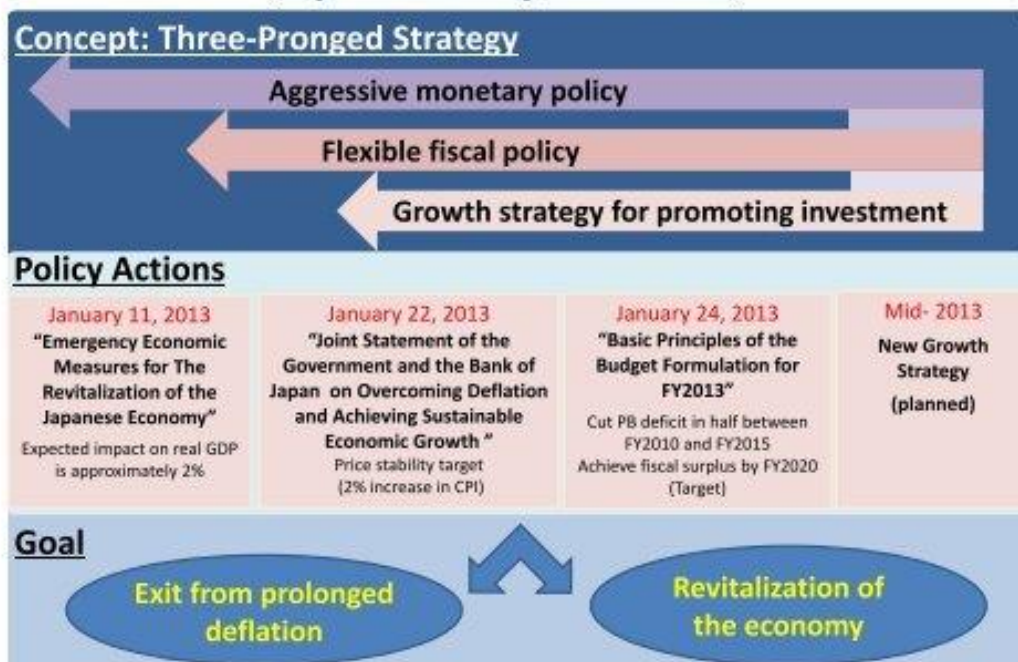 Concept: Three-Pronged Strategy
Aggressive monetary policy
Flexible fiscal policy
Growth strategy for promoting investment
Policy Actions
January 11, 2013
"Emergency Economic
Measures for The
Revitalization of the
Japanese Economy"
Expected impact on real GDP
is approximately 2%
January 22, 2013
"Joint Statement of the
Government and the Bank of
Japan on Overcoming Deflation
and Achieving Sustainable
Economic Growth "
Price stability target
(2% increase in CPI)
January 24, 2013
"Basic Principles of the
Budget Formulation for
FY2013"
Cut PB deficit in half between
FY2010 and FY2015
Achieve fiscal surplus by FY2020
(Target)
Mid- 2013
New Growth
Strategy
(planned)
Goal
Exit from prolonged
deflation
Revitalization of
the economy